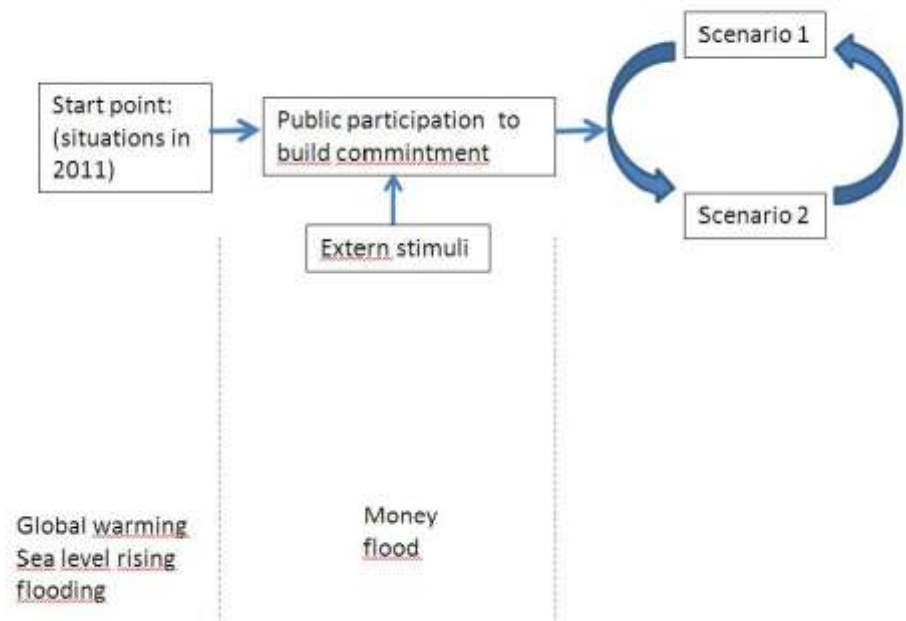 Scenario 1
Start point:
(situations in
2011)
Public participation to
build commintment
Scenario 2
Extern stimuli
Global warming
Sea level rising
flooding
Money
flood